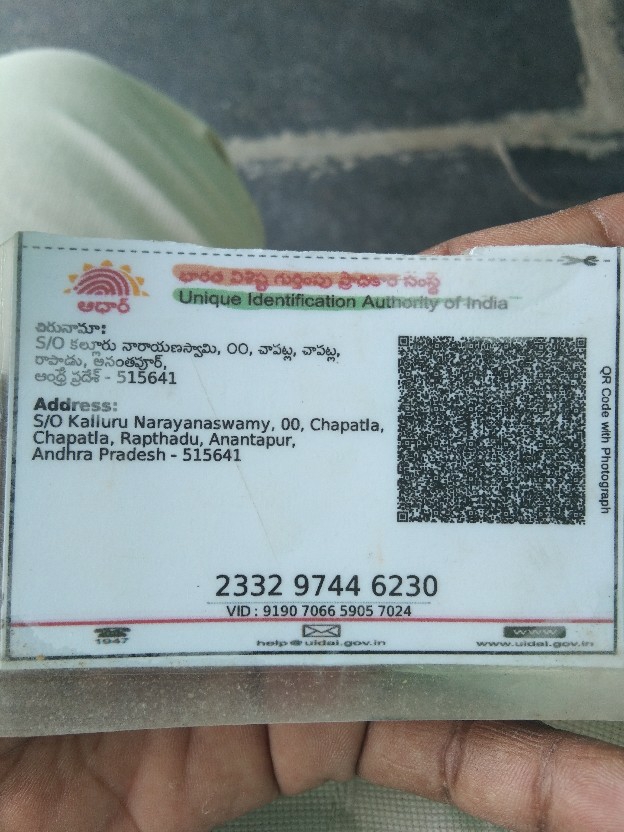 ఆధార్
భారత విశిష్ట గుర్తింపు ప్రాధికార సంస్థ
Unique Identification Authority of India
చిరునామా:
S/O కల్లూరు నారాయణస్వామి, 00, చాపట్ల, చాపట్ల,
రాపాడు, అనంతపూర్,
ఆంధ్ర ప్రదేశ్ - 515641
Address:
S/O Kalluru Narayanaswamy, 00, Chapatla,
Chapatla, Rapthadu, Anantapur,
Andhra Pradesh - 515641
QR Code with Photograph
2332 9744 6230
VID : 9190 7066 5905 7024
1947
help@uidai.gov.in
www
www.uidai.gov.in